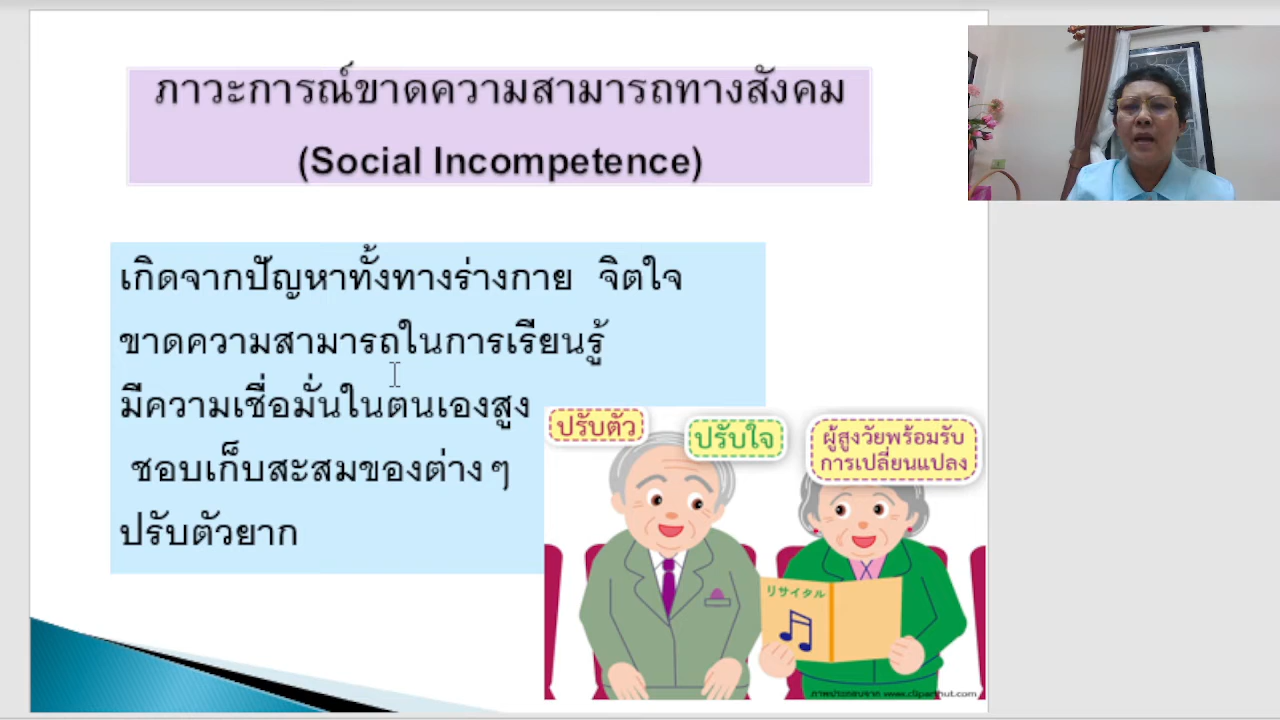 ภาวะการณ์ขาดความสามารถทางสังคม
(Social Incompetence)
เกิดจากปัญหาทั้งทางร่างกาย จิตใจ
ขาดความสามารถในการเรียนรู้
มีความเชื่อมั่นในตนเองสูง
ชอบเก็บสะสมของต่างๆ
ปรับตัวยาก
ปรับตัว
ปรับใจ
ผู้สูงวัยพร้อมรับ
การเปลี่ยนแปลง
リサイタル
ภาพประกอบจาก www.cliparthut.com